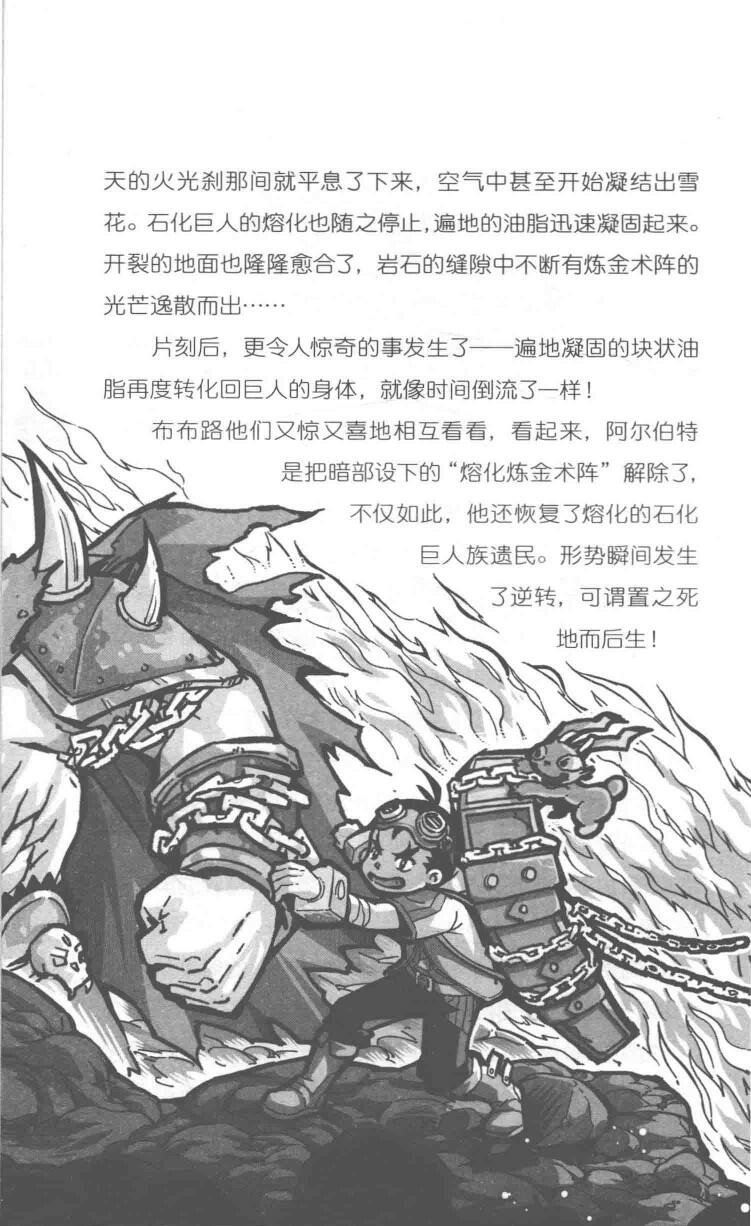 天的火光刹那间就平息了下来，空气中甚至开始凝结出雪
花。石化巨人的熔化也随之停止，遍地的油脂迅速凝固起来。
开裂的地面也隆隆愈合了，岩石的缝隙中不断有炼金术阵的
光芒逸散而出……
片刻后，更令人惊奇的事发生了——遍地凝固的块状油
脂再度转化回巨人的身体，就像时间倒流了一样！
布布路他们又惊又喜地相互看看，看起来，阿尔伯特
是把暗部设下的“熔化炼金术阵”解除了，
不仅如此，他还恢复了熔化的石化
巨人族遗民。形势瞬间发生
了逆转，可谓置之死
地而后生！